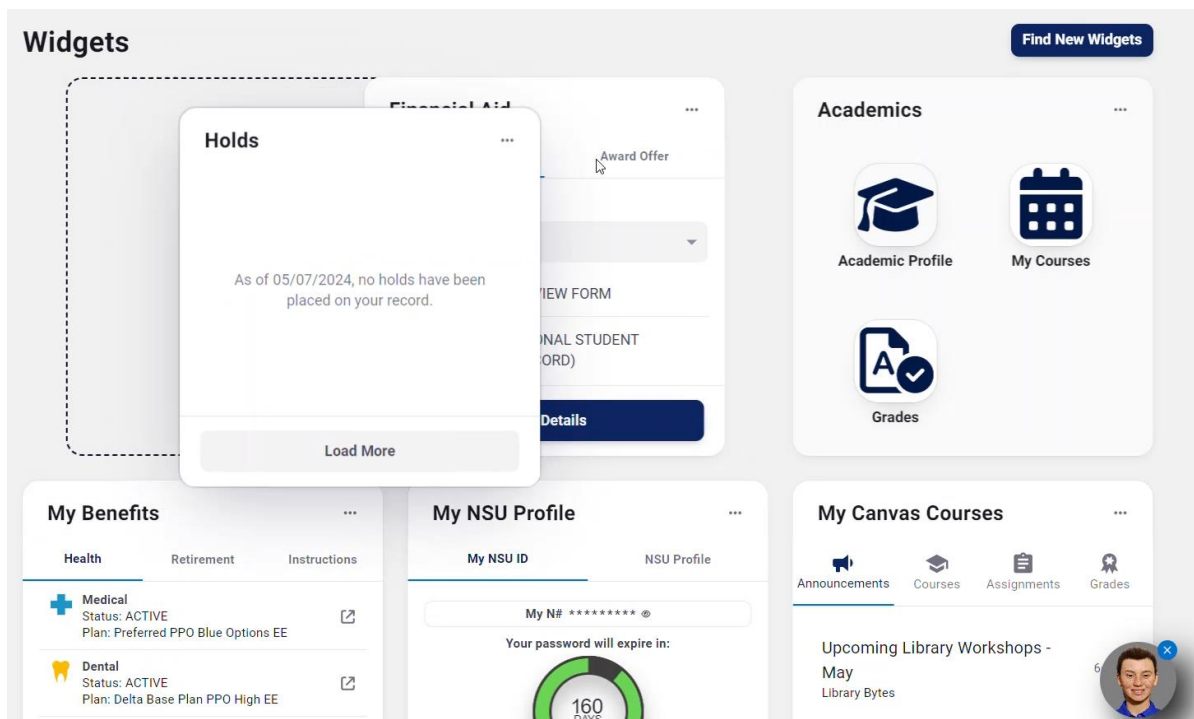 Widgets
Find New Widgets
Financial Aid
Award Offer
FORM
STUDENT
Details
Holds
As of 05/07/2024, no holds have been
placed on your record.
Load More
Academics
Academic Profile
My Courses
A
Grades
My Benefits
Health
Retirement
Instructions
Medical
Status: ACTIVE
Plan: Preferred PPO Blue Options EE
Dental
Status: ACTIVE
Plan: Delta Base Plan PPO High EE
My NSU Profile
My NSU ID
NSU Profile
My N# *********
Your password will expire in:
160
DAYS
My Canvas Courses
Announcements
Courses
Assignments
Grades
Upcoming Library Workshops -
May
Library Bytes